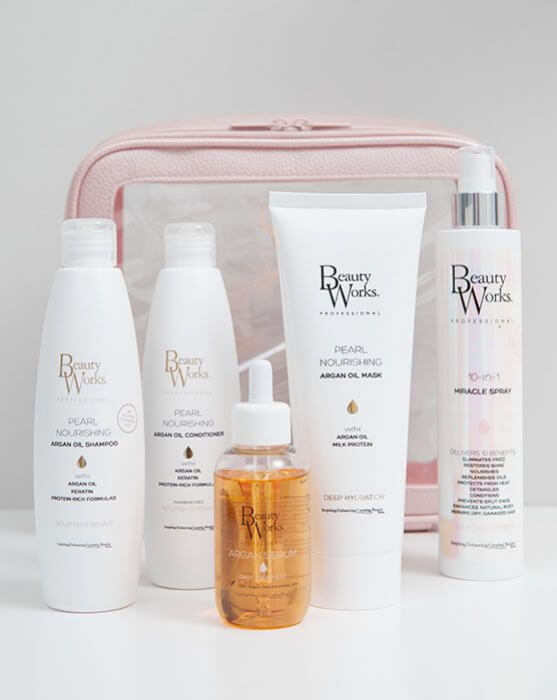 Beauty
Works.
PROFESSIONAL
PEARL
NOURISHING
ARGAN OIL SHAMPOO
WITH
ARGAN OIL
KERATIN
PROTEIN-RICH FORMULAS
NOURISH & REPAIR
Beauty
Works.
PROFESSIONAL
PEARL
NOURISHING
ARGAN OIL CONDITIONER
WITH
ARGAN OIL
KERATIN
PROTEIN-RICH FORMULAS
NOURISH & REPAIR
Beauty
Works.
ARGAN SERUM
Beauty
Works.
PROFESSIONAL
PEARL
NOURISHING
ARGAN OIL MASK
WITH
ARGAN OIL
MILK PROTEIN
DEEP HYDRATION
Beauty
Works.
PROFESSIONAL
10-in-1
MIRACLE SPRAY
DELIVERS 10 BENEFITS
ELIMINATES FRIZZ
RESTORES SHINE
NOURISHES
REPLENISHES OILS
PROTECTS FROM HEAT
DETANGLES
CONDITIONS
PREVENTS SPLIT ENDS
ENHANCES NATURAL BODY
REPAIRS DRY, DAMAGED HAIR